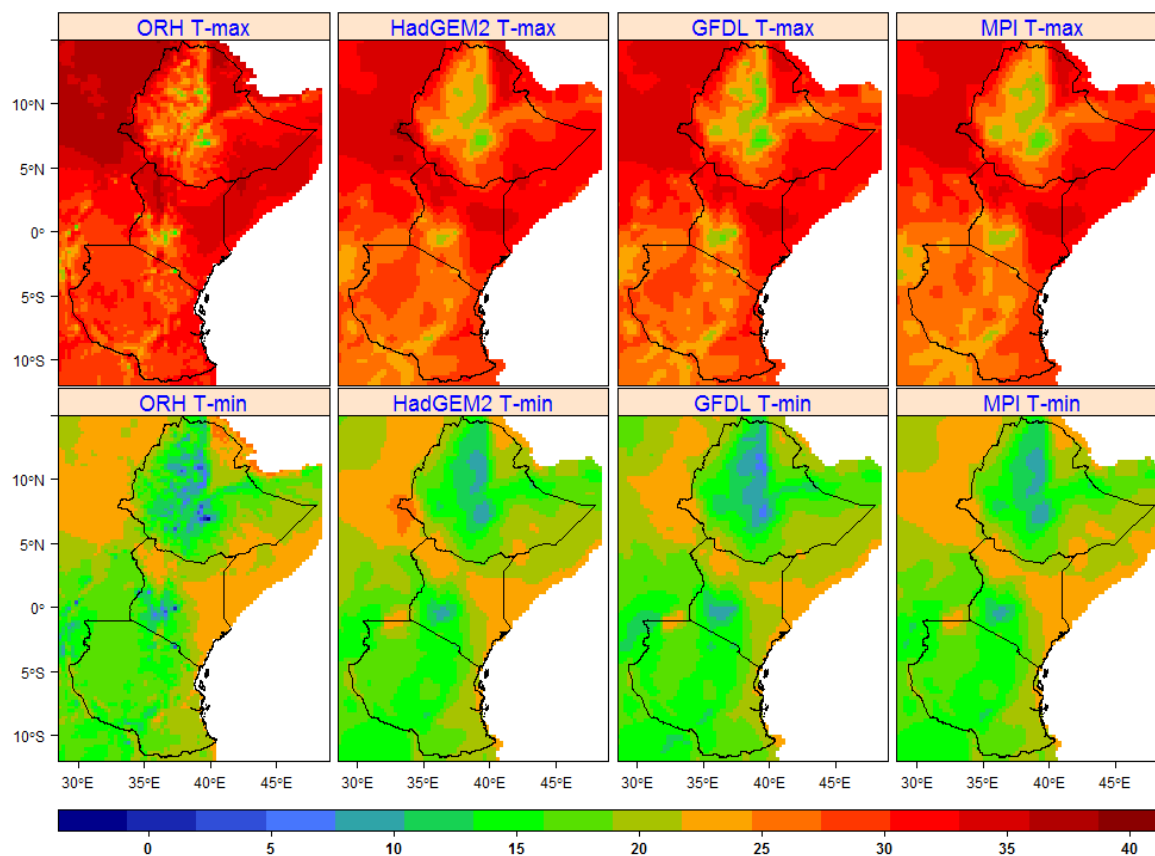 ORH T-max HadGEM2 T-max GFDL T-max MPI T-max
10°N
5°N
0°
5°S
10°S
ORH T-min HadGEM2 T-min GFDL T-min MPI T-min
10°N
5°N
0°
5°S
10°S
30°E 35°E 40°E 45°E 30°E 35°E 40°E 45°E 30°E 35°E 40°E 45°E 30°E 35°E 40°E 45°E
0 5 10 15 20 25 30 35 40